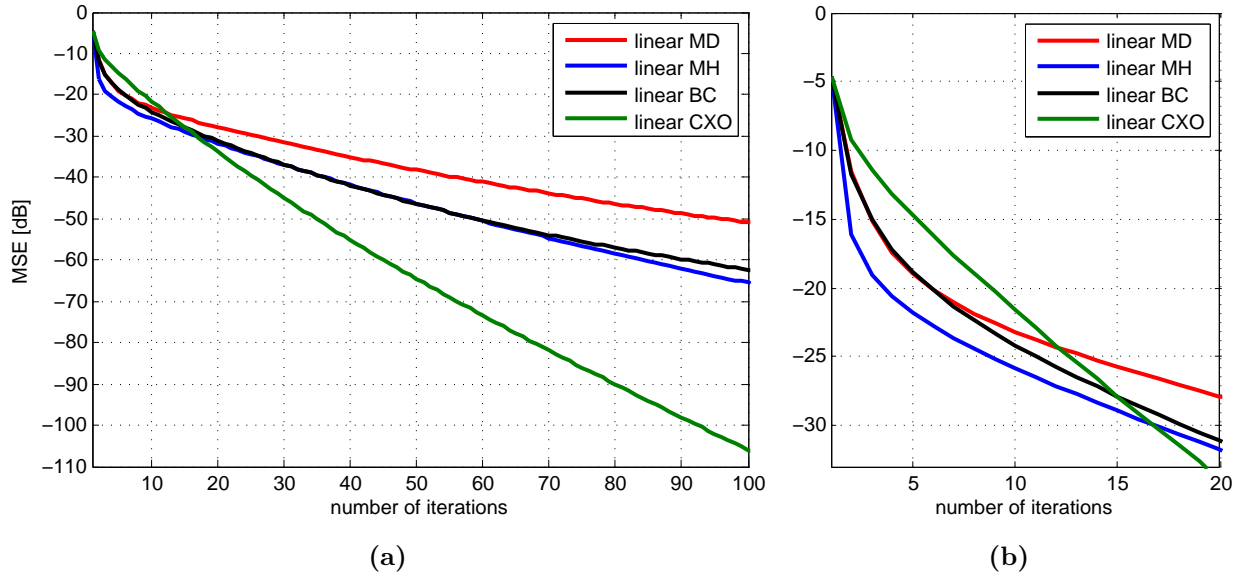 0
−10
−20
−30
−40
−50
−60
−70
−80
−90
−100
−110
MSE [dB]
10 20 30 40 50 60 70 80 90 100
number of iterations
linear MD
linear MH
linear BC
linear CXO
(a)
0
−5
−10
−15
−20
−25
−30
5 10 15 20
number of iterations
linear MD
linear MH
linear BC
linear CXO
(b)